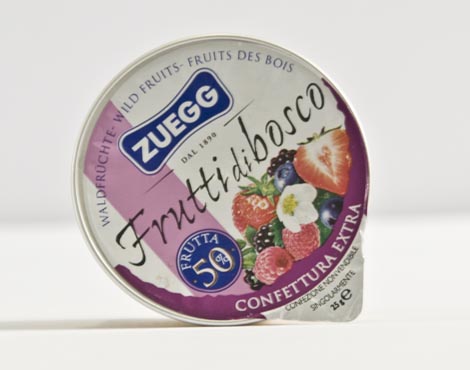 WALDFRÜCHTE- WILD FRUITS- FRUITS DES BOIS
ZUEGG
DAL 1890
Frutti di bosco
FRUTTA
50%
CONFETTURA EXTRA
CONFEZIONE NON VENDIBILE
SINGOLARMENTE
25 g e